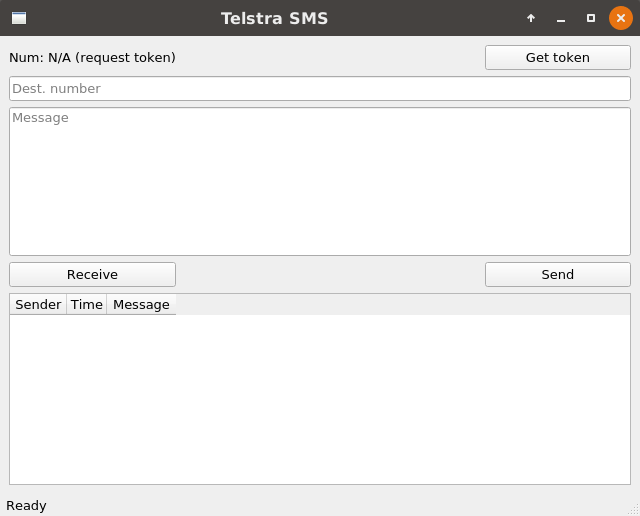 Telstra SMS
Num: N/A (request token) Get token
Dest. number
Message
Receive Send
Sender Time Message
Ready